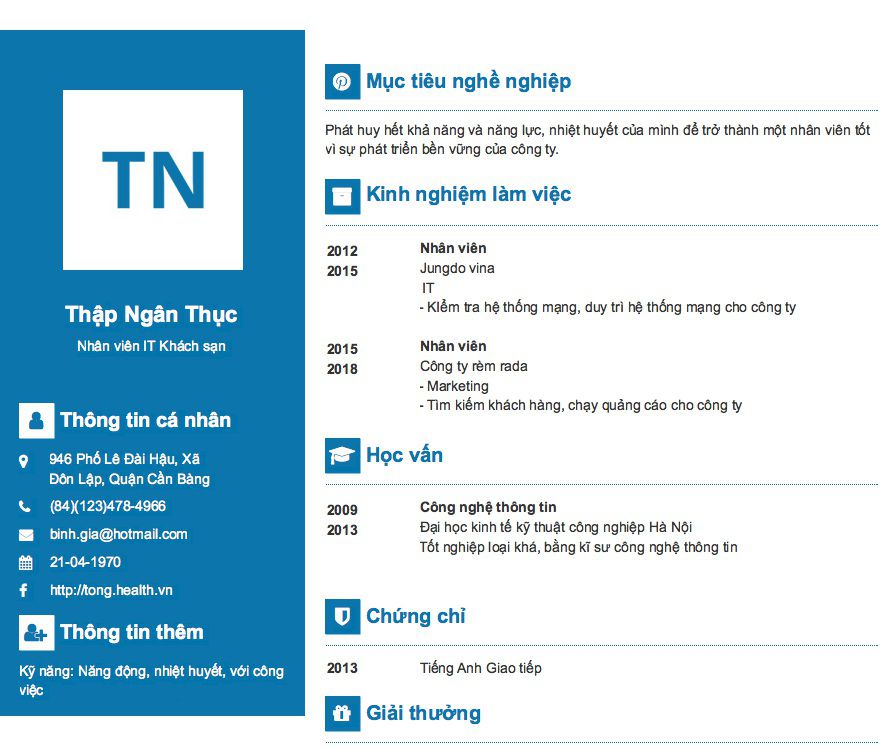 TN
Thập Ngân Thục
Nhân viên IT Khách sạn
Thông tin cá nhân
946 Phố Lê Đài Hậu, Xã
Đôn Lập, Quận Cần Bàng
(84)(123)478-4966
binh.gia@hotmail.com
21-04-1970
http://tong.health.vn
Thông tin thêm
Kỹ năng: Năng động, nhiệt huyết, với công
việc
Mục tiêu nghề nghiệp
Phát huy hết khả năng và năng lực, nhiệt huyết của mình để trở thành một nhân viên tốt
vì sự phát triển bền vững của công ty.
Kinh nghiệm làm việc
2012 Nhân viên
2015 Jungdo vina
IT
- KIểm tra hệ thống mạng, duy trì hệ thống mạng cho công ty
2015 Nhân viên
2018 Công ty rèm rada
- Marketing
- Tìm kiếm khách hàng, chạy quảng cáo cho công ty
Học vấn
2009 Công nghệ thông tin
2013 Đại học kinh tế kỹ thuật công nghiệp Hà Nội
Tốt nghiệp loại khá, bằng kĩ sư công nghệ thông tin
Chứng chỉ
2013 Tiếng Anh Giao tiếp
Giải thưởng